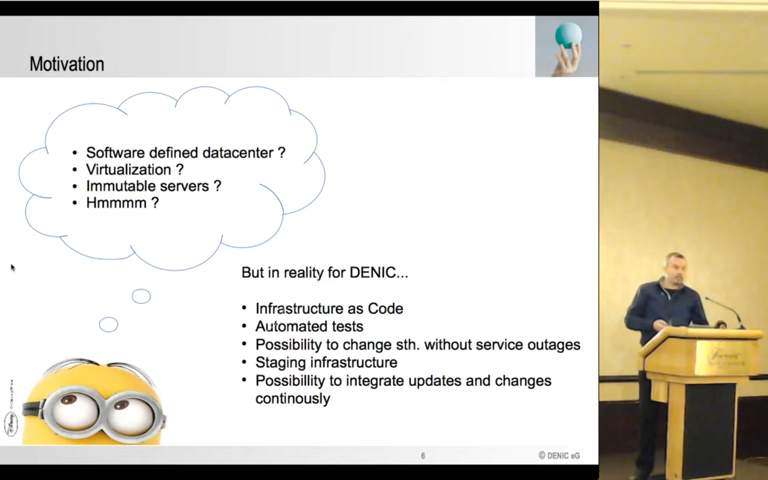 Motivation
• Software defined datacenter ?
• Virtualization ?
• Immutable servers ?
• Hmmmm ?
But in reality for DENIC...
• Infrastructure as Code
• Automated tests
• Possibility to change sth. without service outages
• Staging infrastructure
• Possibillity to integrate updates and changes
continously
6
© DENIC eG